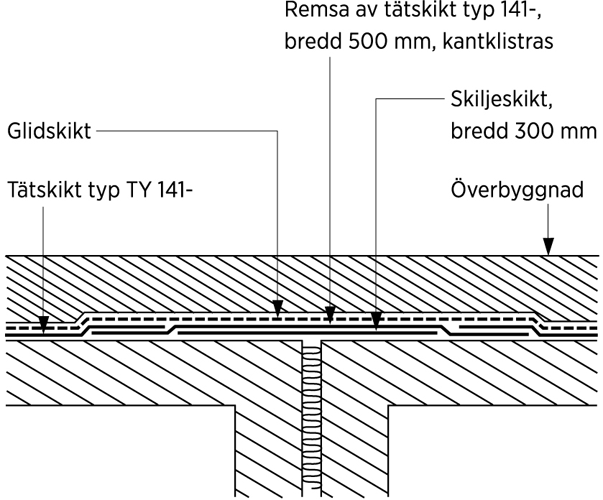 Remsa av tätskikt typ 141-,
bredd 500 mm, kantklistras
Skiljeskikt,
bredd 300 mm
Glidskikt
Tätskikt typ TY 141-
Överbyggnad